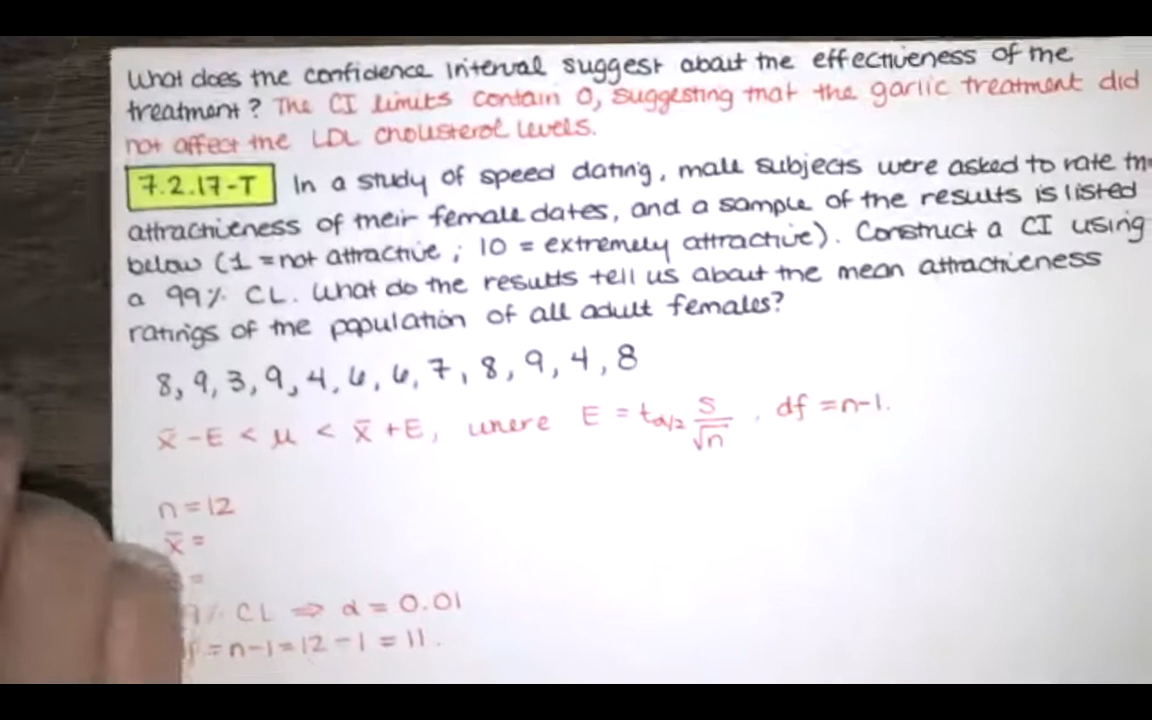 What does the confidence interval suggest about the effectiveness of the
treatment? The CI limits contain 0, suggesting that the garlic treatment did
not affect the LDL cholusterol levels.
7.2.17-T In a study of speed dating, male subjects were asked to rate the
attractiveness of their female dates, and a sample of the results is listed
below (1 = not attractive ; 10 = extremely attractive). Construct a CI using
a 99% CL. What do the results tell us about the mean attractiveness
ratings of the population of all adult females?
8, 9, 3, 9, 4, 6, 6, 7, 8, 9, 4, 8
x̄ - E < μ < x̄ + E, where E = tα/2 s/√n , df = n-1.
n = 12
x̄ =
=
% CL ⇒ α = 0.01
= n-1 = 12 - 1 = 11.